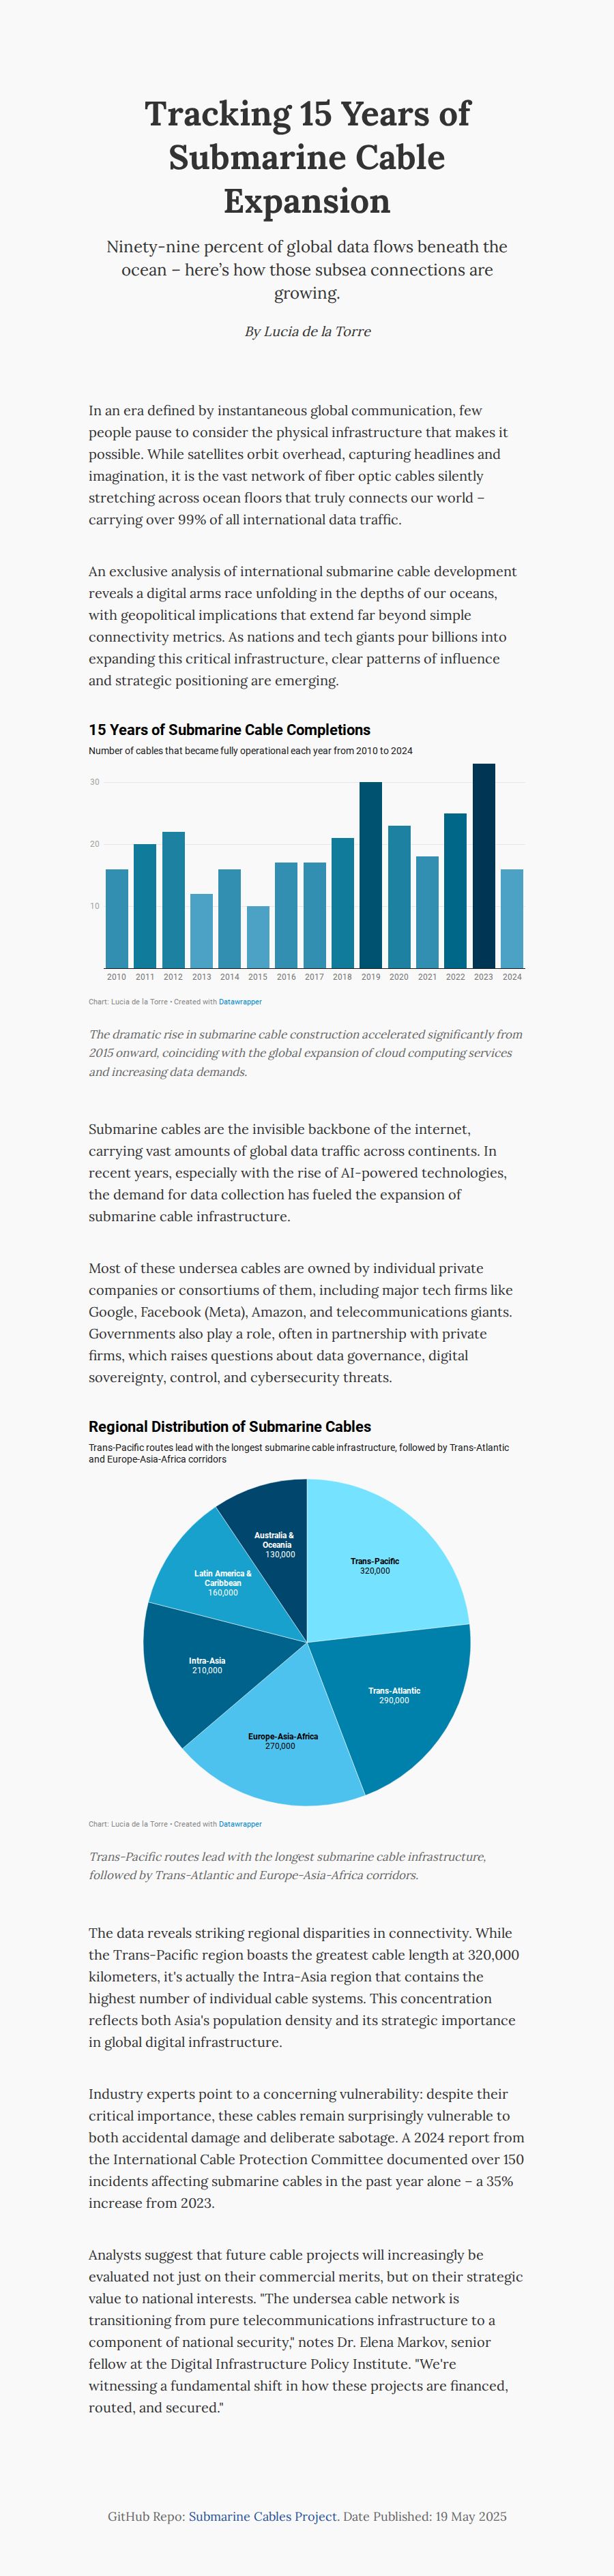 Tracking 15 Years of
Submarine Cable
Expansion
Ninety-nine percent of global data flows beneath the
ocean – here’s how those subsea connections are
growing.
By Lucia de la Torre
In an era defined by instantaneous global communication, few
people pause to consider the physical infrastructure that makes it
possible. While satellites orbit overhead, capturing headlines and
imagination, it is the vast network of fiber optic cables silently
stretching across ocean floors that truly connects our world –
carrying over 99% of all international data traffic.
An exclusive analysis of international submarine cable development
reveals a digital arms race unfolding in the depths of our oceans,
with geopolitical implications that extend far beyond simple
connectivity metrics. As nations and tech giants pour billions into
expanding this critical infrastructure, clear patterns of influence
and strategic positioning are emerging.
15 Years of Submarine Cable Completions
Number of cables that became fully operational each year from 2010 to 2024
30
20
10
2010 2011 2012 2013 2014 2015 2016 2017 2018 2019 2020 2021 2022 2023 2024
Chart: Lucia de la Torre • Created with Datawrapper
The dramatic rise in submarine cable construction accelerated significantly from
2015 onward, coinciding with the global expansion of cloud computing services
and increasing data demands.
Submarine cables are the invisible backbone of the internet,
carrying vast amounts of global data traffic across continents. In
recent years, especially with the rise of AI-powered technologies,
the demand for data collection has fueled the expansion of
submarine cable infrastructure.
Most of these undersea cables are owned by individual private
companies or consortiums of them, including major tech firms like
Google, Facebook (Meta), Amazon, and telecommunications giants.
Governments also play a role, often in partnership with private
firms, which raises questions about data governance, digital
sovereignty, control, and cybersecurity threats.
Regional Distribution of Submarine Cables
Trans-Pacific routes lead with the longest submarine cable infrastructure, followed by Trans-Atlantic
and Europe-Asia-Africa corridors
Australia &
Oceania
130,000
Trans-Pacific
320,000
Latin America &
Caribbean
160,000
Intra-Asia
210,000
Trans-Atlantic
290,000
Europe-Asia-Africa
270,000
Chart: Lucia de la Torre • Created with Datawrapper
Trans-Pacific routes lead with the longest submarine cable infrastructure,
followed by Trans-Atlantic and Europe-Asia-Africa corridors.
The data reveals striking regional disparities in connectivity. While
the Trans-Pacific region boasts the greatest cable length at 320,000
kilometers, it's actually the Intra-Asia region that contains the
highest number of individual cable systems. This concentration
reflects both Asia's population density and its strategic importance
in global digital infrastructure.
Industry experts point to a concerning vulnerability: despite their
critical importance, these cables remain surprisingly vulnerable to
both accidental damage and deliberate sabotage. A 2024 report from
the International Cable Protection Committee documented over 150
incidents affecting submarine cables in the past year alone – a 35%
increase from 2023.
Analysts suggest that future cable projects will increasingly be
evaluated not just on their commercial merits, but on their strategic
value to national interests. "The undersea cable network is
transitioning from pure telecommunications infrastructure to a
component of national security," notes Dr. Elena Markov, senior
fellow at the Digital Infrastructure Policy Institute. "We're
witnessing a fundamental shift in how these projects are financed,
routed, and secured."
GitHub Repo: Submarine Cables Project. Date Published: 19 May 2025